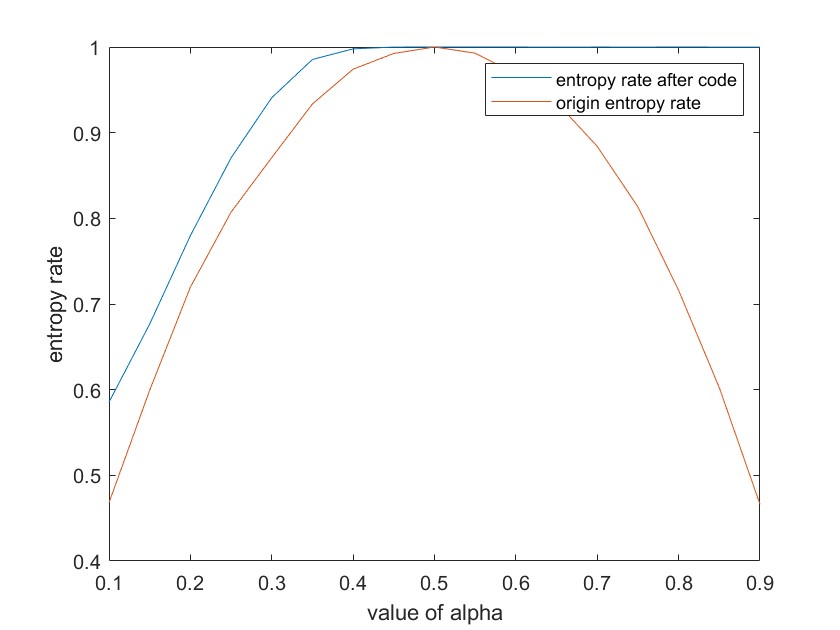 1
0.9
0.8
0.7
0.6
0.5
0.4
entropy rate
entropy rate after code
origin entropy rate
0.1 0.2 0.3 0.4 0.5 0.6 0.7 0.8 0.9
value of alpha